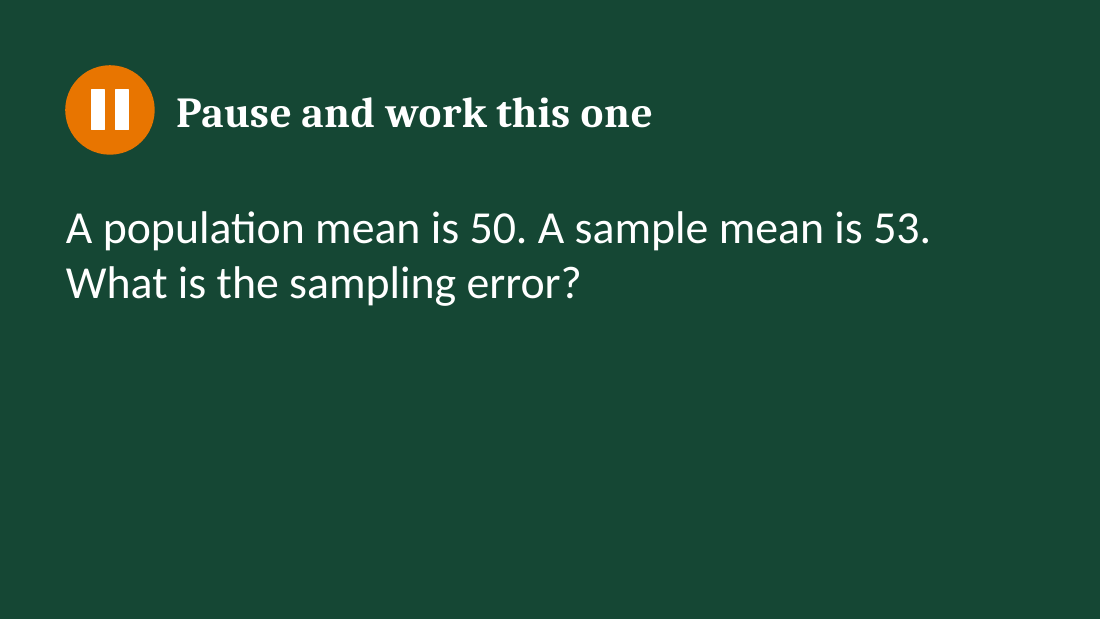 Pause and work this one
A population mean is 50. A sample mean is 53.
What is the sampling error?